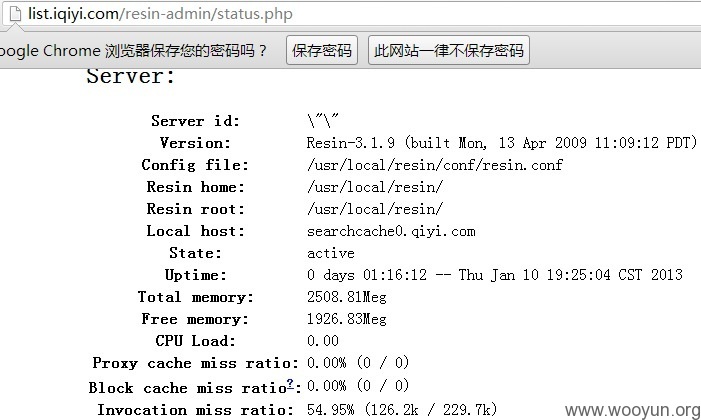 list.iqiyi.com/resin-admin/status.php
oogle Chrome 浏览器保存您的密码吗？ 保存密码 此网站一律不保存密码
Server:
Server id: \"\"
Version: Resin-3.1.9 (built Mon, 13 Apr 2009 11:09:12 PDT)
Config file: /usr/local/resin/conf/resin.conf
Resin home: /usr/local/resin/
Resin root: /usr/local/resin/
Local host: searchcache0.qiyi.com
State: active
Uptime: 0 days 01:16:12 -- Thu Jan 10 19:25:04 CST 2013
Total memory: 2508.81Meg
Free memory: 1926.83Meg
CPU Load: 0.00
Proxy cache miss ratio: 0.00% (0 / 0)
Block cache miss ratio?: 0.00% (0 / 0)
Invocation miss ratio: 54.95% (126.2k / 229.7k)
www.wooyun.org